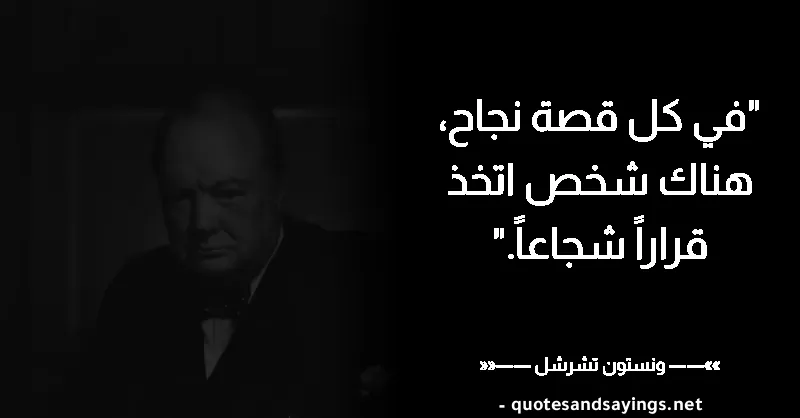 "في كل قصة نجاح،
هناك شخص اتخذ
قراراً شجاعاً."
»—— ونستون تشرشل ——««
- quotesandsayings.net